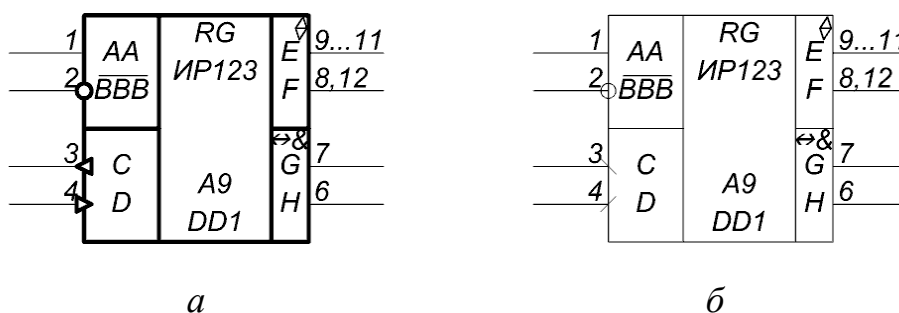 1 AA RG E 9...11
2 BBB ИР123 F 8,12
&
3 C G 7
4 D A9 H 6
DD1
а
1 AA RG E 9...11
2 BBB ИР123 F 8,12
&
3 C G 7
4 D A9 H 6
DD1
б